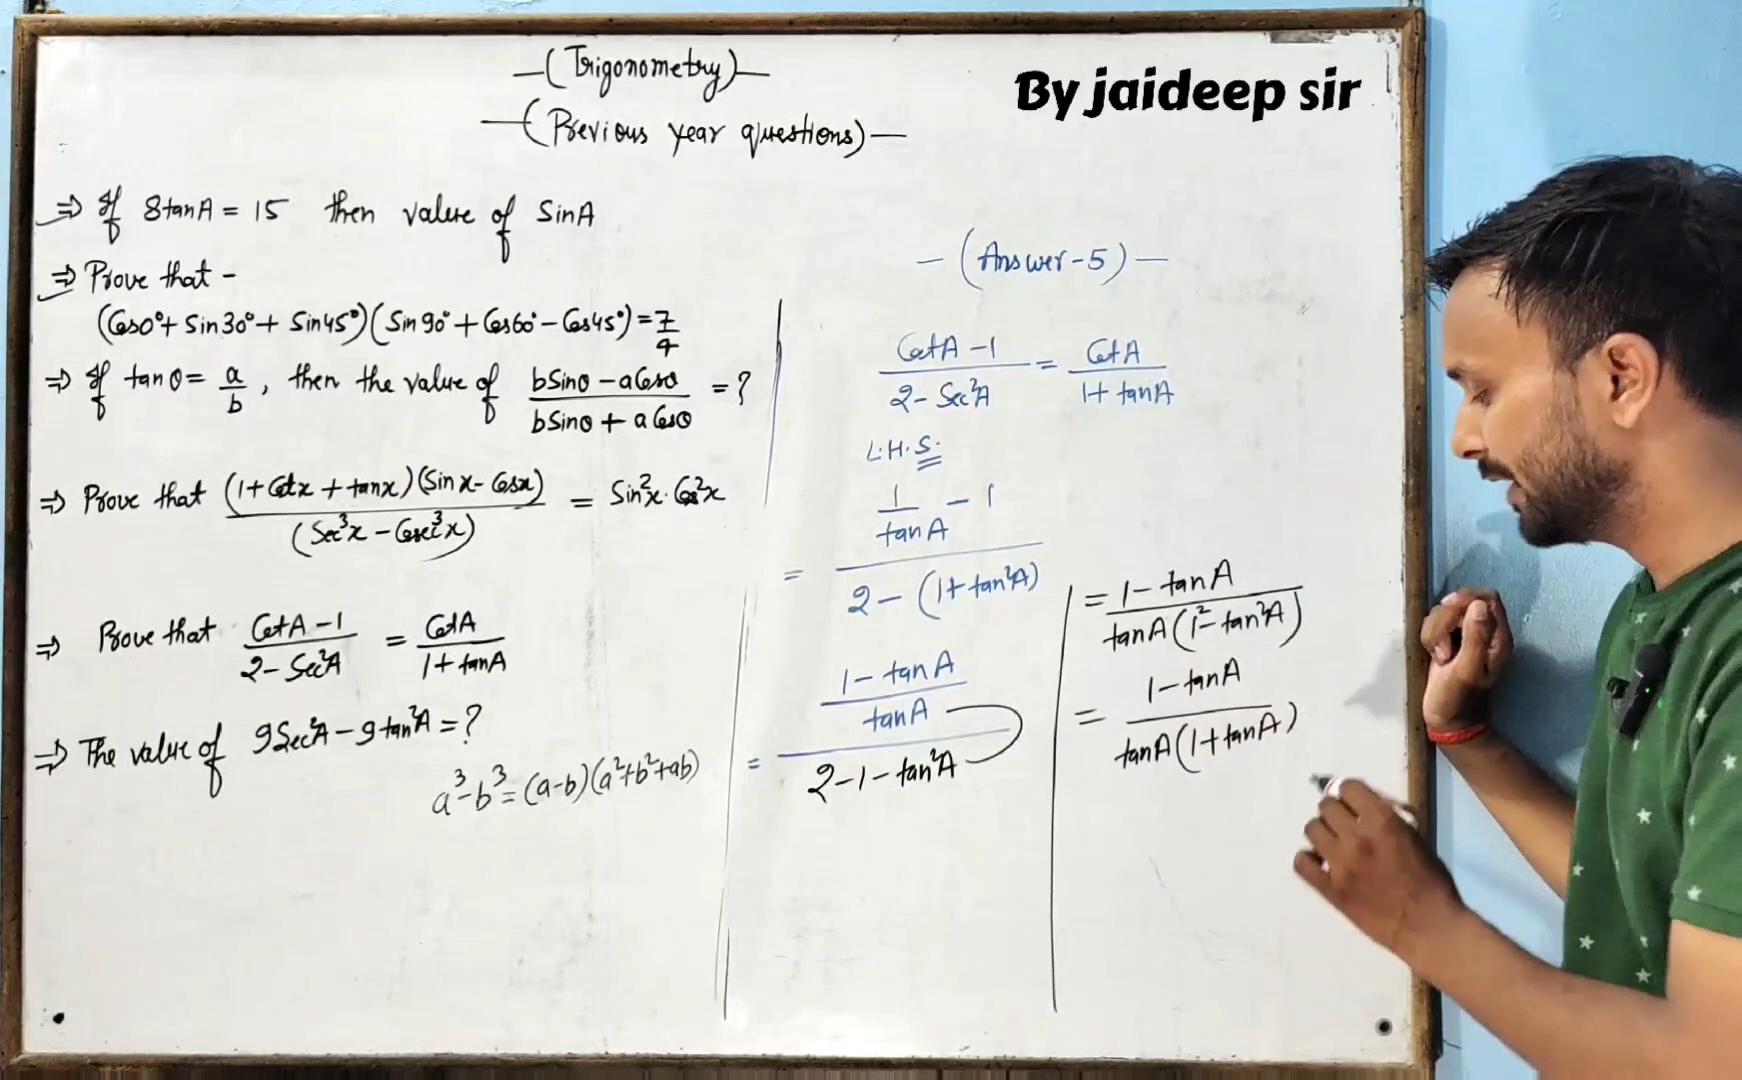 —(Trigonometry)—
—(Previous year questions)—
By jaideep sir
⇒ If 8tanA = 15 then value of SinA
⇒ Prove that -
(Cos0° + Sin30° + Sin45°)(Sin90° + Cos60° - Cos45°) = 7/4
⇒ If tanθ = a/b, then the value of (bSinθ - aCosθ)/(bSinθ + aCosθ) = ?
⇒ Prove that (1+Cotx + tanx)(Sinx - Cosx)/(Sec³x - Cosec³x) = Sin²x · Cos²x
⇒ Prove that (CotA - 1)/(2 - Sec²A) = CotA/(1 + tanA)
⇒ The value of 9Sec²A - 9tan²A = ?
a³-b³ = (a-b)(a²+b²+ab)
—(Answer-5)—
(CotA - 1)/(2 - Sec²A) = CotA/(1+ tanA)
L.H.S.
= (1/tanA - 1)/(2 - (1+tan²A))
= ((1 - tanA)/tanA)/(2-1-tan²A)
= (1 - tanA)/(tanA(1² - tan²A))
= (1-tanA)/(tanA(1+tanA)